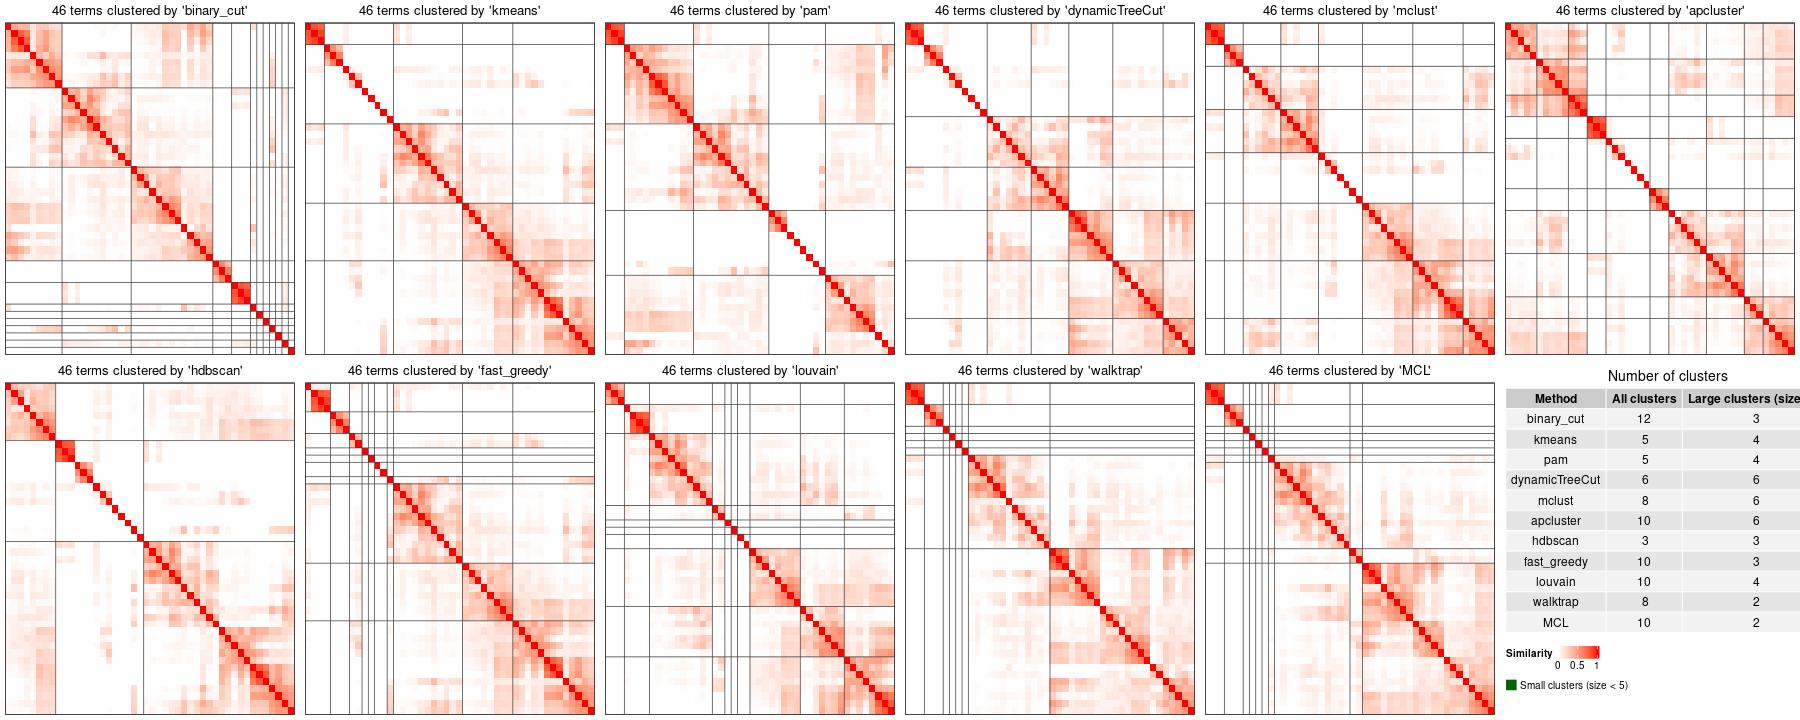 46 terms clustered by 'binary_cut'
46 terms clustered by 'kmeans'
46 terms clustered by 'pam'
46 terms clustered by 'dynamicTreeCut'
46 terms clustered by 'mclust'
46 terms clustered by 'apcluster'
46 terms clustered by 'hdbscan'
46 terms clustered by 'fast_greedy'
46 terms clustered by 'louvain'
46 terms clustered by 'walktrap'
46 terms clustered by 'MCL'
Number of clusters
Method All clusters Large clusters (size
binary_cut 12 3
kmeans 5 4
pam 5 4
dynamicTreeCut 6 6
mclust 8 6
apcluster 10 6
hdbscan 3 3
fast_greedy 10 3
louvain 10 4
walktrap 8 2
MCL 10 2
Similarity
0 0.5 1
Small clusters (size < 5)